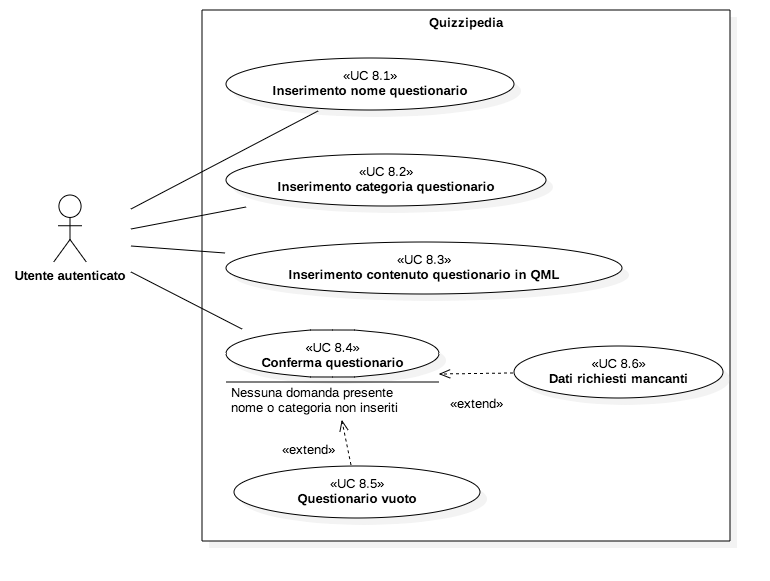 Quizzipedia
«UC 8.1»
Inserimento nome questionario
«UC 8.2»
Inserimento categoria questionario
Utente autenticato
«UC 8.3»
Inserimento contenuto questionario in QML
«UC 8.4»
Conferma questionario
Nessuna domanda presente
nome o categoria non inseriti
«UC 8.6»
Dati richiesti mancanti
«extend»
«extend»
«UC 8.5»
Questionario vuoto